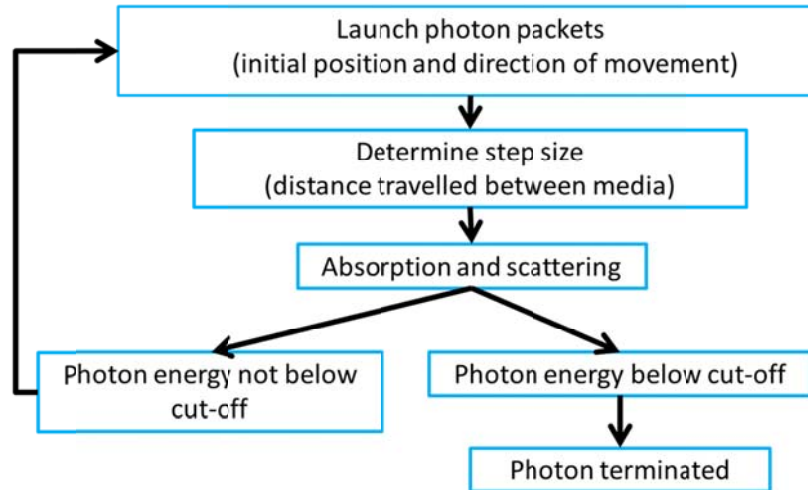 Launch photon packets
(initial position and direction of movement)
Determine step size
(distance travelled between media)
Absorption and scattering
Photon energy not below
cut-off
Photon energy below cut-off
Photon terminated